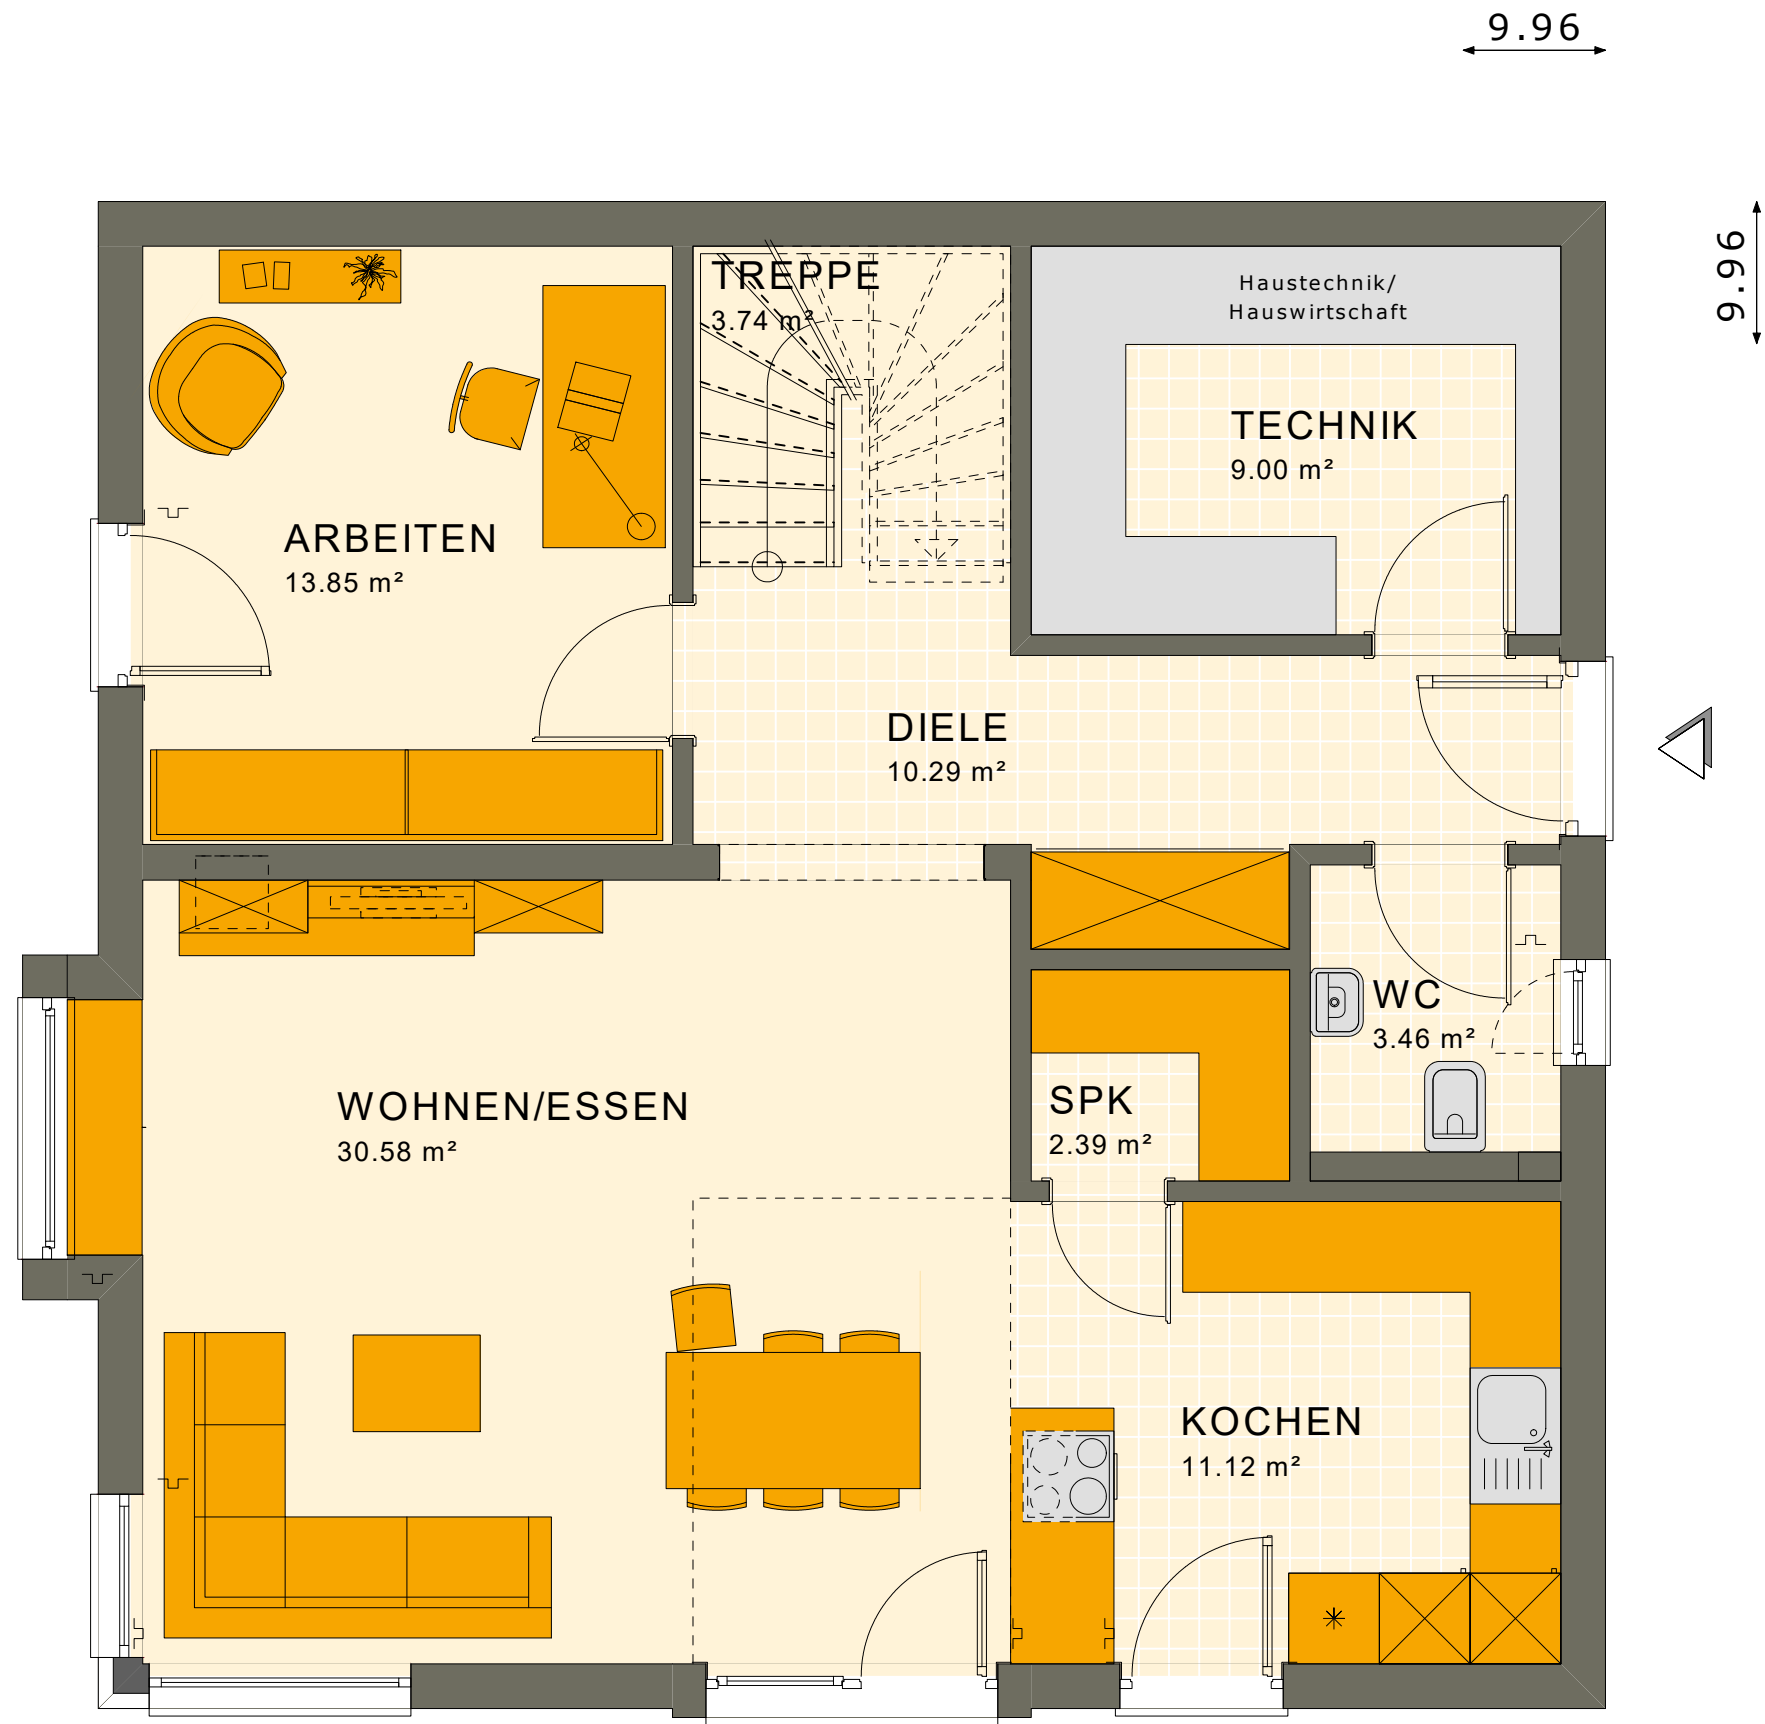 9.96
9.96
TREPPE
3.74 m²
Haustechnik/
Hauswirtschaft
TECHNIK
9.00 m²
ARBEITEN
13.85 m²
DIELE
10.29 m²
WC
3.46 m²
SPK
2.39 m²
WOHNEN/ESSEN
30.58 m²
KOCHEN
11.12 m²